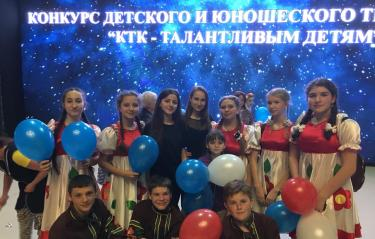 КОНКУРС ДЕТСКОГО И ЮНОШЕСКОГО
"КТК - ТАЛАНТЛИВЫМ ДЕТЯМ